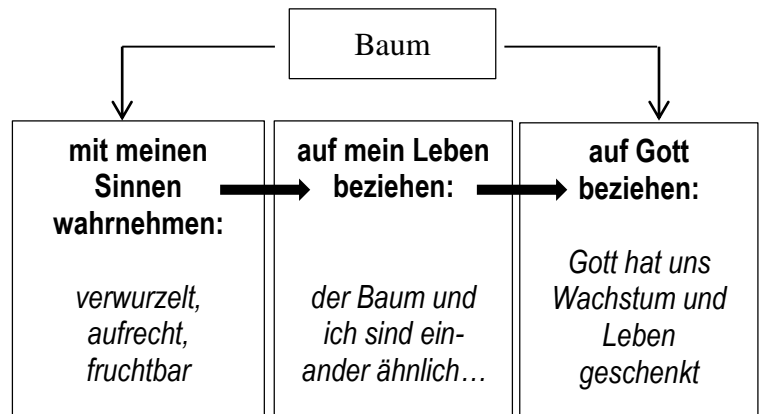 Baum
mit meinen
Sinnen
wahrnehmen:
verwurzelt,
aufrecht,
fruchtbar
auf mein Leben
beziehen:
der Baum und
ich sind ein-
ander ähnlich…
auf Gott
beziehen:
Gott hat uns
Wachstum und
Leben
geschenkt